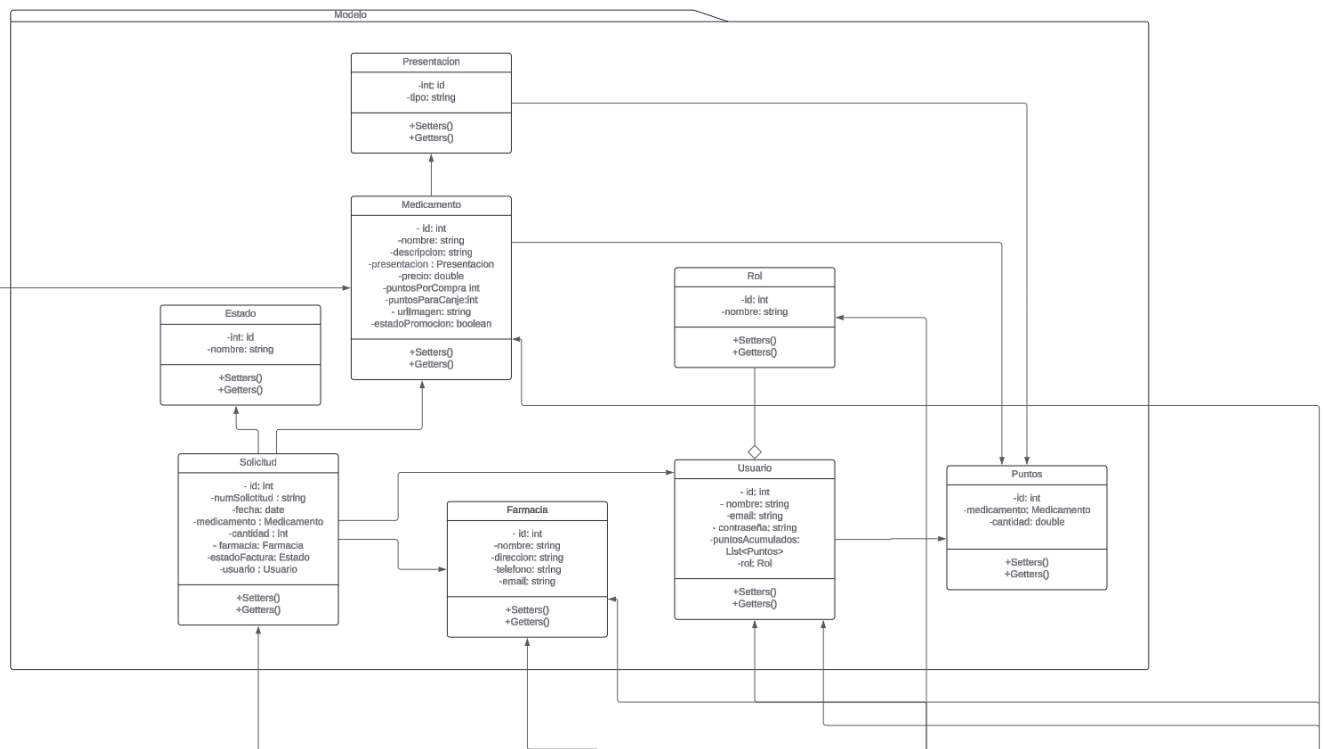 Modelo
Presentacion
-int: id
-tipo: string
+Setters()
+Getters()
Medicamento
- id: int
-nombre: string
-descripcion: string
-presentacion : Presentacion
-precio: double
-puntosPorCompra int
-puntosParaCanje:int
- urlImagen: string
-estadoPromocion: boolean
+Setters()
+Getters()
Rol
-id: int
-nombre: string
+Setters()
+Getters()
Estado
-int: id
-nombre: string
+Setters()
+Getters()
Solicitud
- id: int
-numSolictitud : string
-fecha: date
-medicamento : Medicamento
-cantidad : int
- farmacia: Farmacia
-estadoFactura: Estado
-usuario : Usuario
+Setters()
+Getters()
Farmacia
- id: int
-nombre: string
-direccion: string
-telefono: string
-email: string
+Setters()
+Getters()
Usuario
- id: int
- nombre: string
-email: string
- contraseña: string
-puntosAcumulados:
List<Puntos>
-rol: Rol
+Setters()
+Getters()
Puntos
-id: int
-medicamento: Medicamento
-cantidad: double
+Setters()
+Getters()